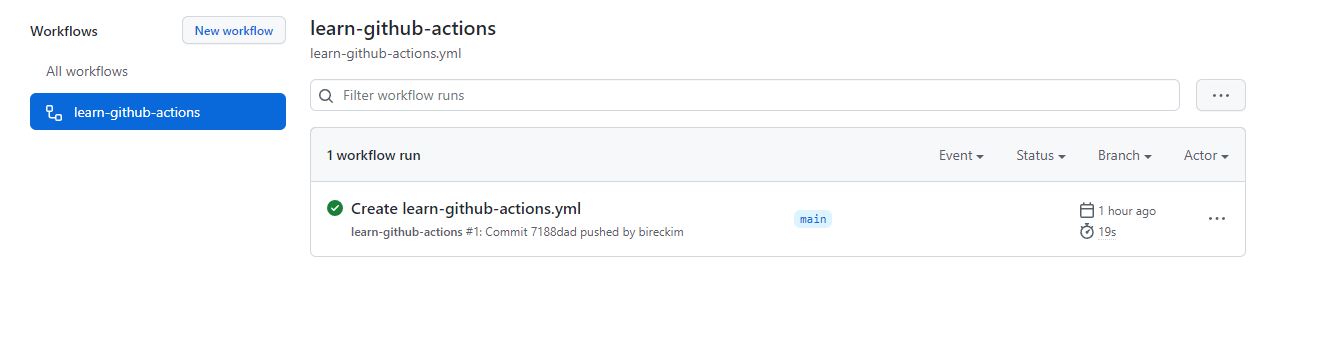 Workflows
New workflow
All workflows
learn-github-actions
learn-github-actions
learn-github-actions.yml
Filter workflow runs
1 workflow run
Event Status Branch Actor
Create learn-github-actions.yml
learn-github-actions #1: Commit 7188dad pushed by bireckim
main
1 hour ago
19s